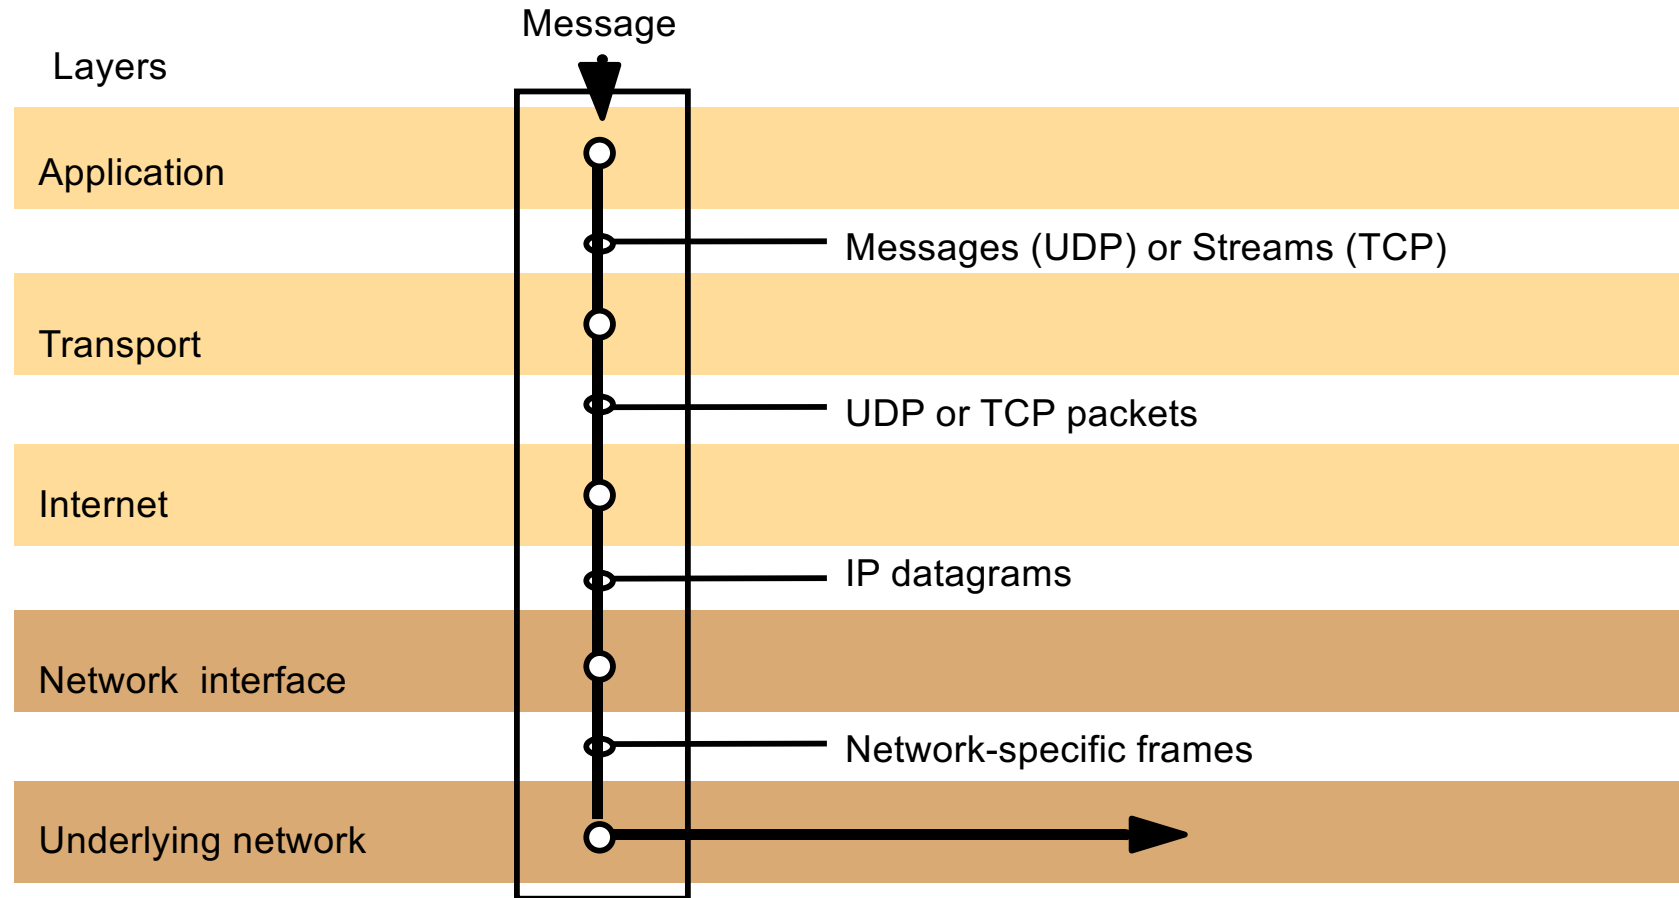 Message
Layers
Application
Messages (UDP) or Streams (TCP)
Transport
UDP or TCP packets
Internet
IP datagrams
Network interface
Network-specific frames
Underlying network